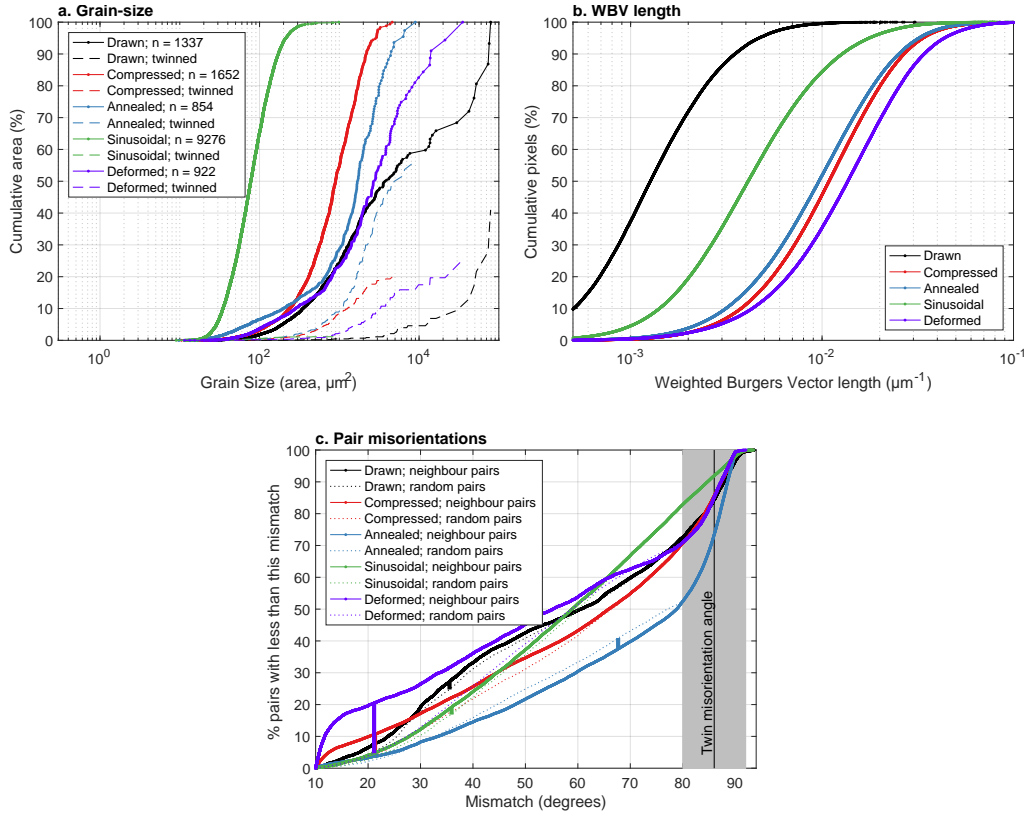 a. Grain-size
100
90
80
70
60
50
40
30
20
10
0
Cumulative area (%)
Drawn; n = 1337
Drawn; twinned
Compressed; n = 1652
Compressed; twinned
Annealed; n = 854
Annealed; twinned
Sinusoidal; n = 9276
Sinusoidal; twinned
Deformed; n = 922
Deformed; twinned
10⁰ 10² 10⁴
Grain Size (area, µm²)
b. WBV length
100
90
80
70
60
50
40
30
20
10
0
Cumulative pixels (%)
Drawn
Compressed
Annealed
Sinusoidal
Deformed
10⁻³ 10⁻² 10⁻¹
Weighted Burgers Vector length (µm⁻¹)
c. Pair misorientations
100
90
80
70
60
50
40
30
20
10
0
% pairs with less than this mismatch
Drawn; neighbour pairs
Drawn; random pairs
Compressed; neighbour pairs
Compressed; random pairs
Annealed; neighbour pairs
Annealed; random pairs
Sinusoidal; neighbour pairs
Sinusoidal; random pairs
Deformed; neighbour pairs
Deformed; random pairs
Twin misorientation angle
10 20 30 40 50 60 70 80 90
Mismatch (degrees)